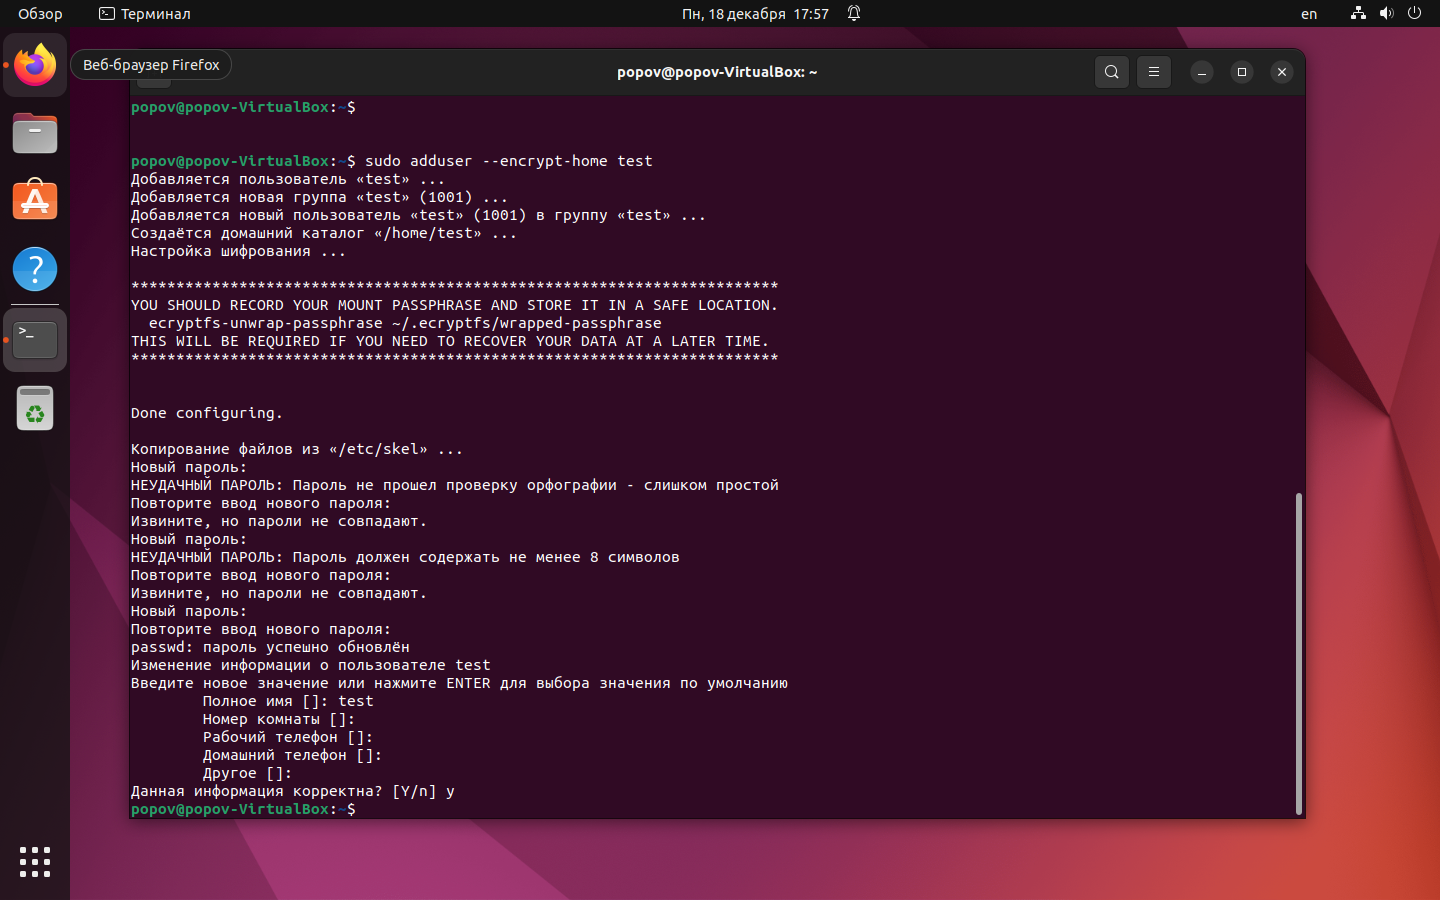 Обзор
Терминал
Пн, 18 декабря 17:57
en
Веб-браузер Firefox
popov@popov-VirtualBox: ~
popov@popov-VirtualBox:~$
popov@popov-VirtualBox:~$ sudo adduser --encrypt-home test
Добавляется пользователь «test» ...
Добавляется новая группа «test» (1001) ...
Добавляется новый пользователь «test» (1001) в группу «test» ...
Создаётся домашний каталог «/home/test» ...
Настройка шифрования ...
************************************************************************
YOU SHOULD RECORD YOUR MOUNT PASSPHRASE AND STORE IT IN A SAFE LOCATION.
  ecryptfs-unwrap-passphrase ~/.ecryptfs/wrapped-passphrase
THIS WILL BE REQUIRED IF YOU NEED TO RECOVER YOUR DATA AT A LATER TIME.
************************************************************************
Done configuring.
Копирование файлов из «/etc/skel» ...
Новый пароль:
НЕУДАЧНЫЙ ПАРОЛЬ: Пароль не прошел проверку орфографии - слишком простой
Повторите ввод нового пароля:
Извините, но пароли не совпадают.
Новый пароль:
НЕУДАЧНЫЙ ПАРОЛЬ: Пароль должен содержать не менее 8 символов
Повторите ввод нового пароля:
Извините, но пароли не совпадают.
Новый пароль:
Повторите ввод нового пароля:
passwd: пароль успешно обновлён
Изменение информации о пользователе test
Введите новое значение или нажмите ENTER для выбора значения по умолчанию
        Полное имя []: test
        Номер комнаты []:
        Рабочий телефон []:
        Домашний телефон []:
        Другое []:
Данная информация корректна? [Y/n] y
popov@popov-VirtualBox:~$